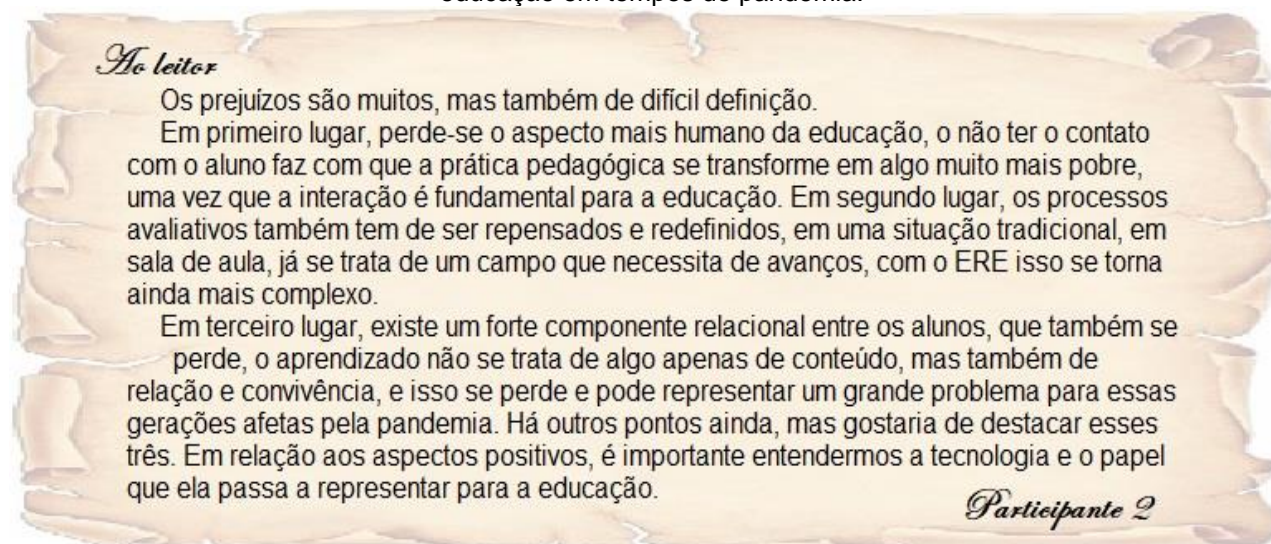 educação em tempos de pandemia.
Ao leitor
Os prejuízos são muitos, mas também de difícil definição.
Em primeiro lugar, perde-se o aspecto mais humano da educação, o não ter o contato
com o aluno faz com que a prática pedagógica se transforme em algo muito mais pobre,
uma vez que a interação é fundamental para a educação. Em segundo lugar, os processos
avaliativos também tem de ser repensados e redefinidos, em uma situação tradicional, em
sala de aula, já se trata de um campo que necessita de avanços, com o ERE isso se torna
ainda mais complexo.
Em terceiro lugar, existe um forte componente relacional entre os alunos, que também se
perde, o aprendizado não se trata de algo apenas de conteúdo, mas também de
relação e convivência, e isso se perde e pode representar um grande problema para essas
gerações afetas pela pandemia. Há outros pontos ainda, mas gostaria de destacar esses
três. Em relação aos aspectos positivos, é importante entendermos a tecnologia e o papel
que ela passa a representar para a educação.
Participante 2